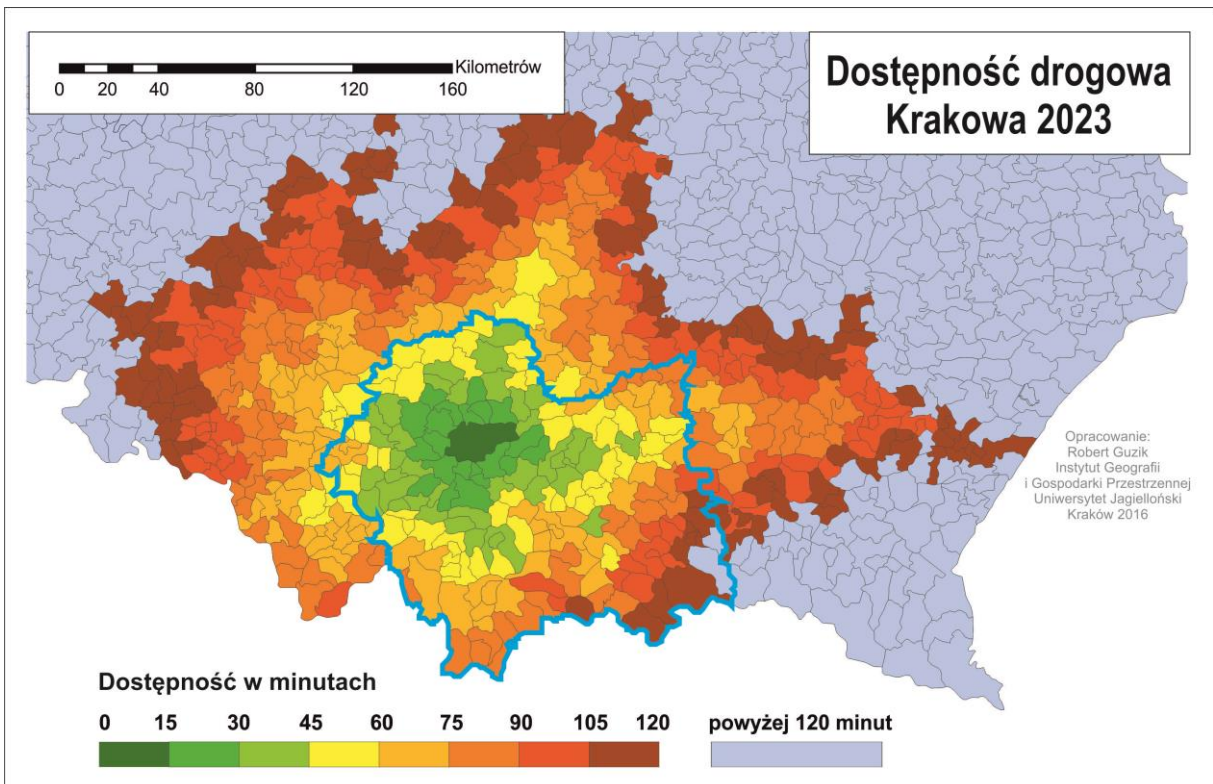 Kilometrów
0 20 40 80 120 160
Dostępność drogowa
Krakowa 2023
Opracowanie:
Robert Guzik
Instytut Geografii
i Gospodarki Przestrzennej
Uniwersytet Jagielloński
Kraków 2016
Dostępność w minutach
0 15 30 45 60 75 90 105 120 powyżej 120 minut